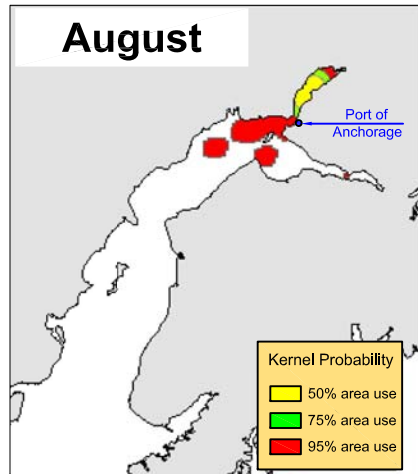 August
Port of
Anchorage
Kernel Probability
50% area use
75% area use
95% area use